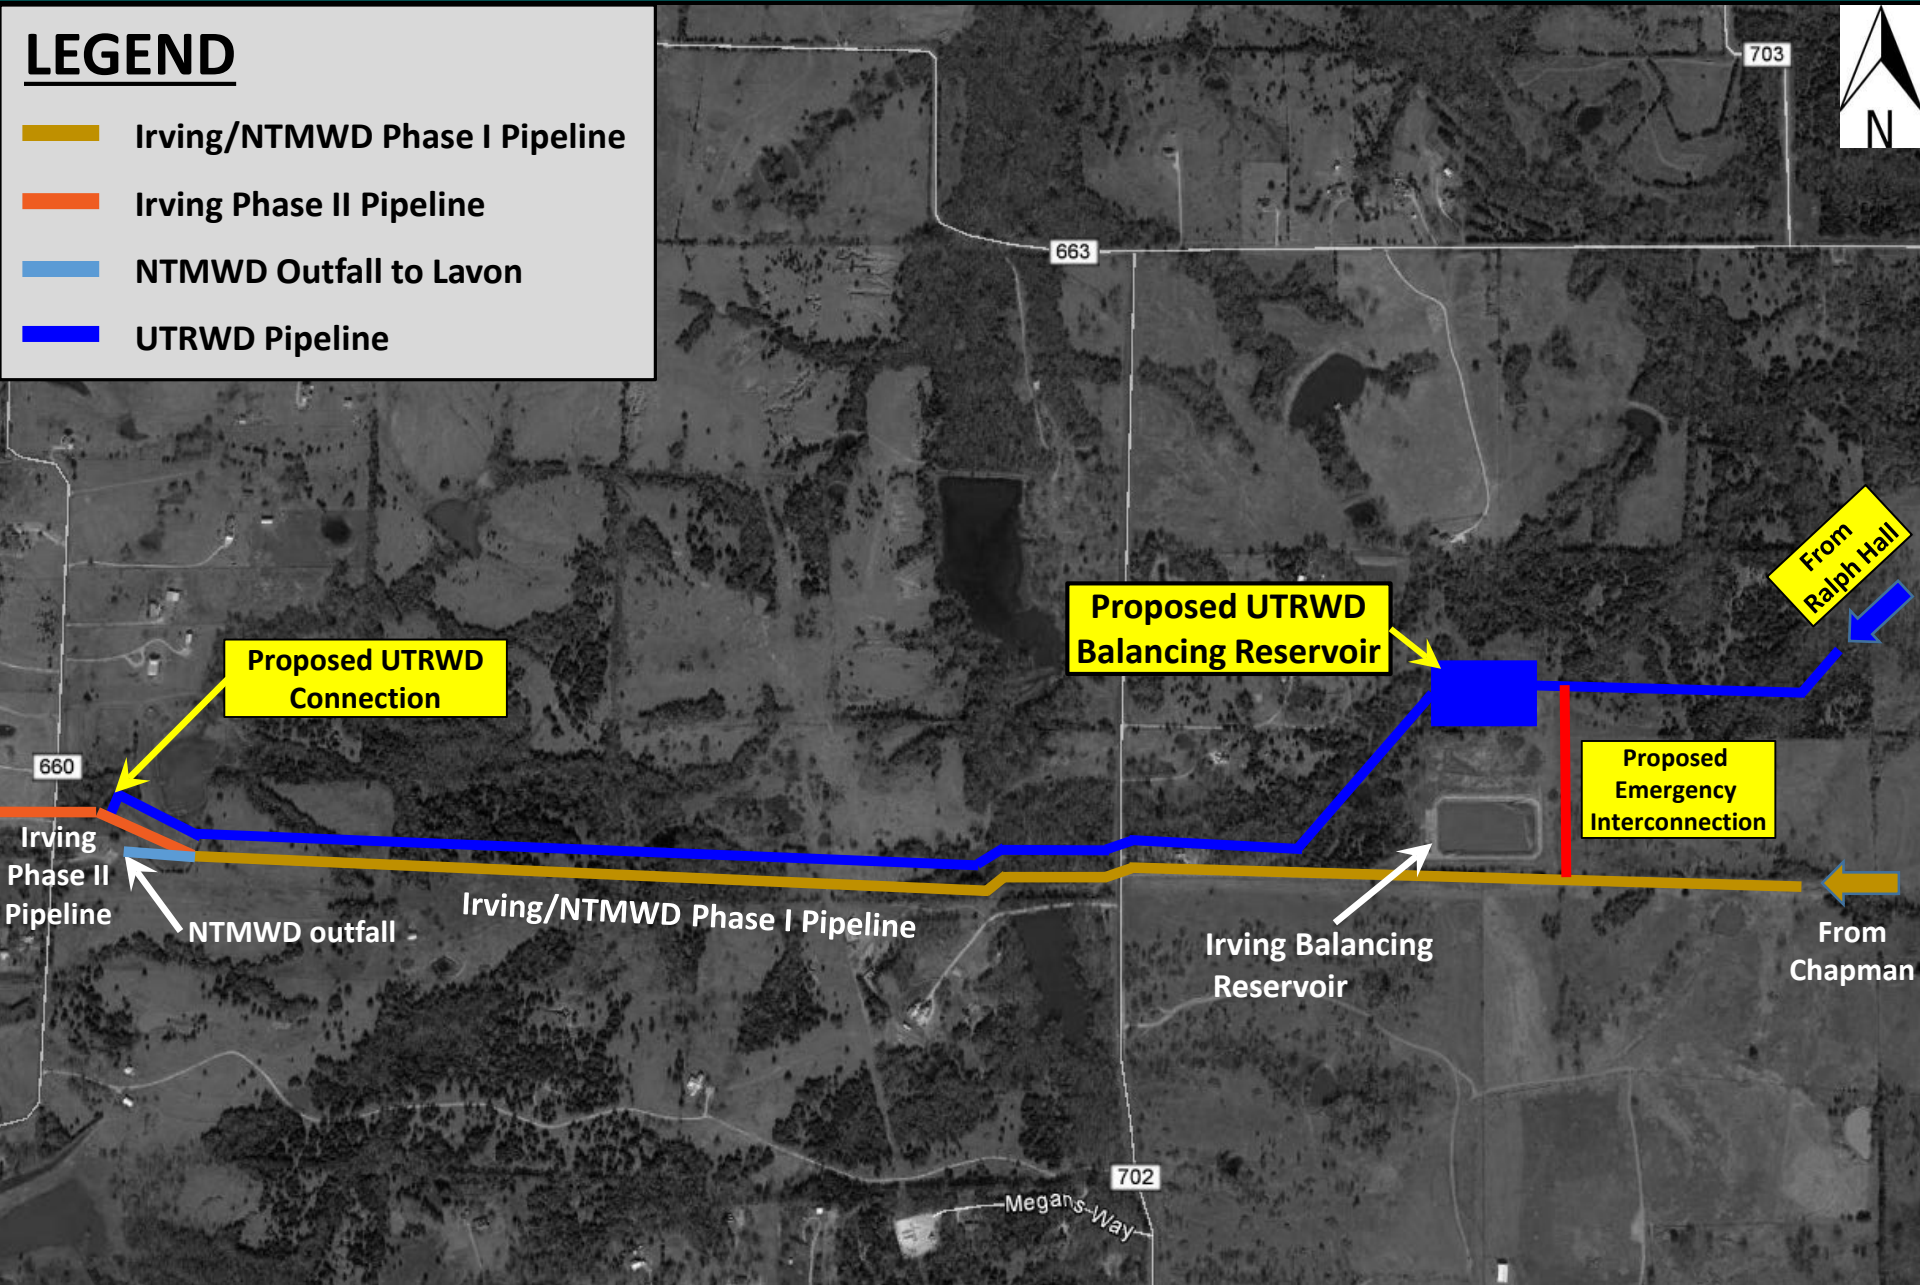 LEGEND
Irving/NTMWD Phase I Pipeline
Irving Phase II Pipeline
NTMWD Outfall to Lavon
UTRWD Pipeline
703
N
663
From
Ralph Hall
Proposed UTRWD
Balancing Reservoir
Proposed UTRWD
Connection
660
Proposed
Emergency
Interconnection
Irving
Phase II
Pipeline
NTMWD outfall
Irving/NTMWD Phase I Pipeline
Irving Balancing
Reservoir
From
Chapman
702
Megans Way